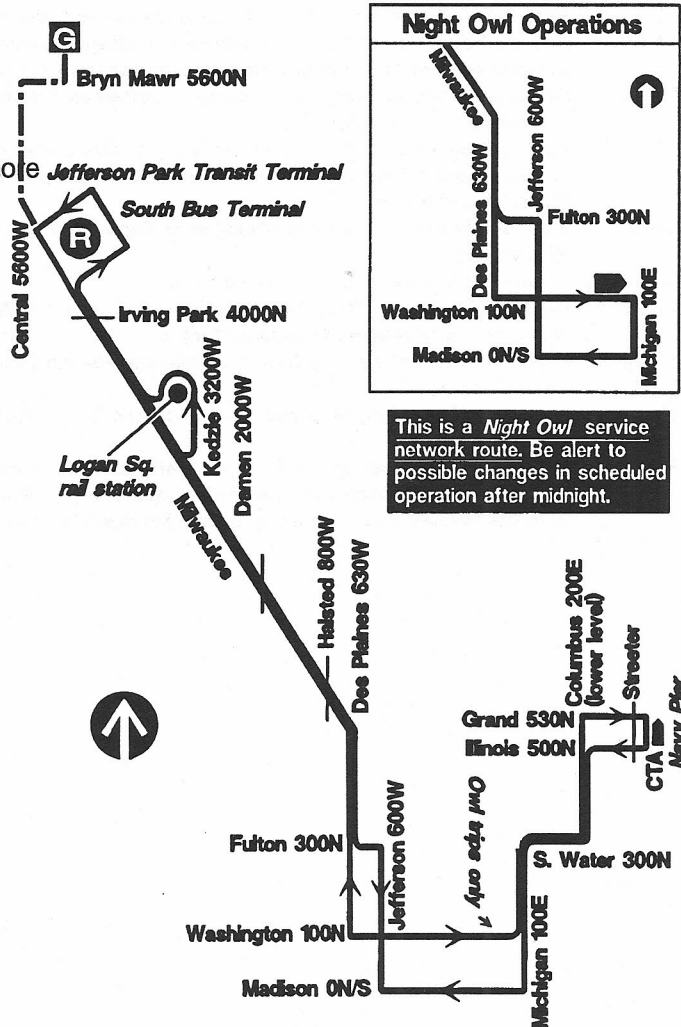 Night Owl Operations
Milwaukee
Des Plaines 630W
Jefferson 600W
Fulton 300N
Washington 100N
Madison 0N/S
Michigan 100E
This is a Night Owl service
network route. Be alert to
possible changes in scheduled
operation after midnight.
G
Bryn Mawr 5600N
ore
Jefferson Park Transit Terminal
South Bus Terminal
R
Central 5600W
Irving Park 4000N
Kedzie 3200W
Logan Sq.
rail station
Damen 2000W
Milwaukee
Halsted 800W
Des Plaines 630W
Columbus 200E
(lower level)
Streeter
Grand 530N
Illinois 500N
CTA
Navy Pier
Owl trips only
Jefferson 600W
Fulton 300N
S. Water 300N
Washington 100N
Michigan 100E
Madison 0N/S